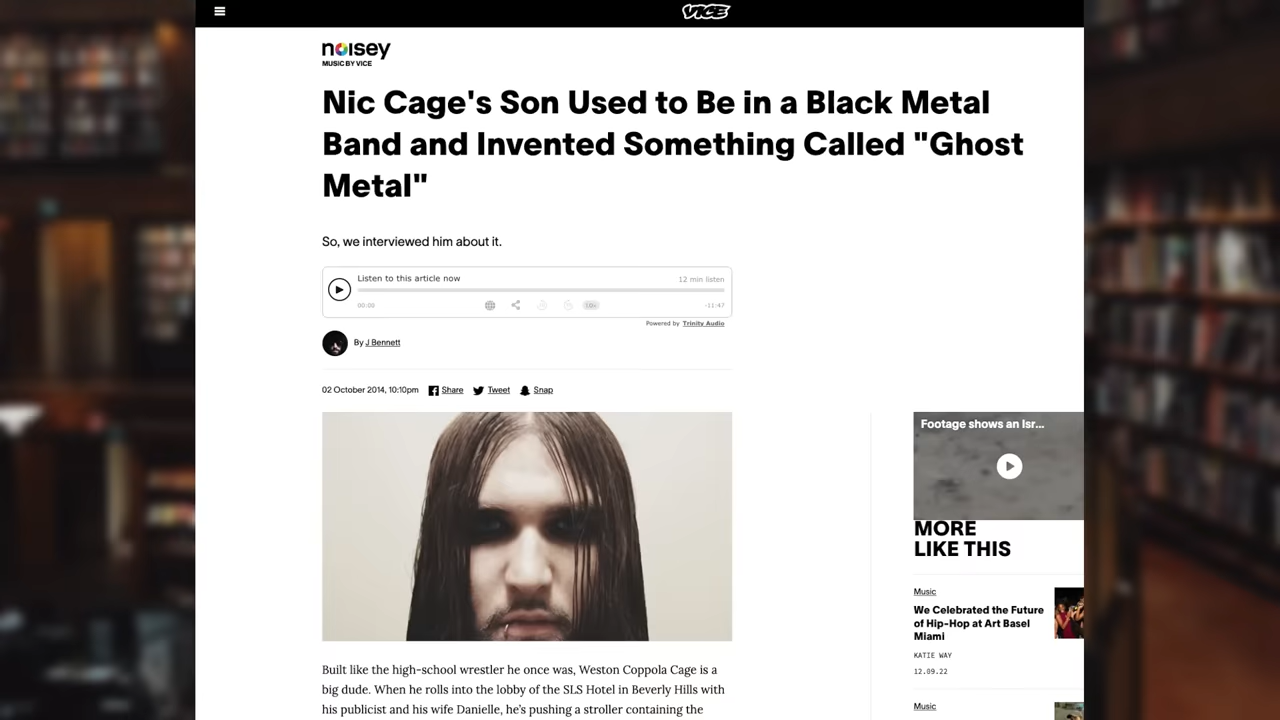 VICE
noisey
MUSIC BY VICE
Nic Cage's Son Used to Be in a Black Metal
Band and Invented Something Called "Ghost
Metal"
So, we interviewed him about it.
Listen to this article now
12 min listen
00:00
1.0x
-11:47
Powered by Trinity Audio
By J Bennett
02 October 2014, 10:10pm
Share
Tweet
Snap
Built like the high-school wrestler he once was, Weston Coppola Cage is a
big dude. When he rolls into the lobby of the SLS Hotel in Beverly Hills with
his publicist and his wife Danielle, he's pushing a stroller containing the
Footage shows an Isr...
MORE
LIKE THIS
Music
We Celebrated the Future
of Hip-Hop at Art Basel
Miami
KATIE WAY
12.09.22
Music